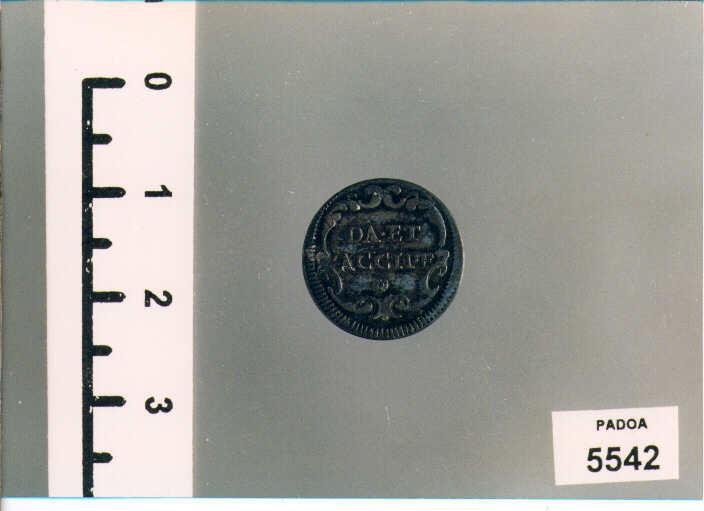 0
1
2
3
DA·ET
ACCIPE
PADOA
5542